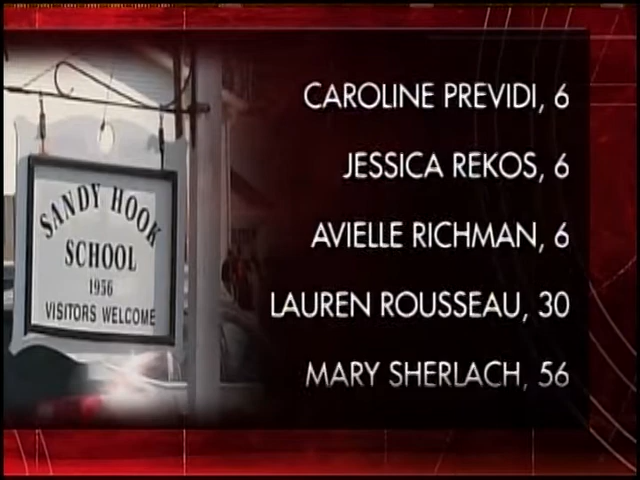 SANDY HOOK
SCHOOL
1956
VISITORS WELCOME
CAROLINE PREVIDI, 6
JESSICA REKOS, 6
AVIELLE RICHMAN, 6
LAUREN ROUSSEAU, 30
MARY SHERLACH, 56